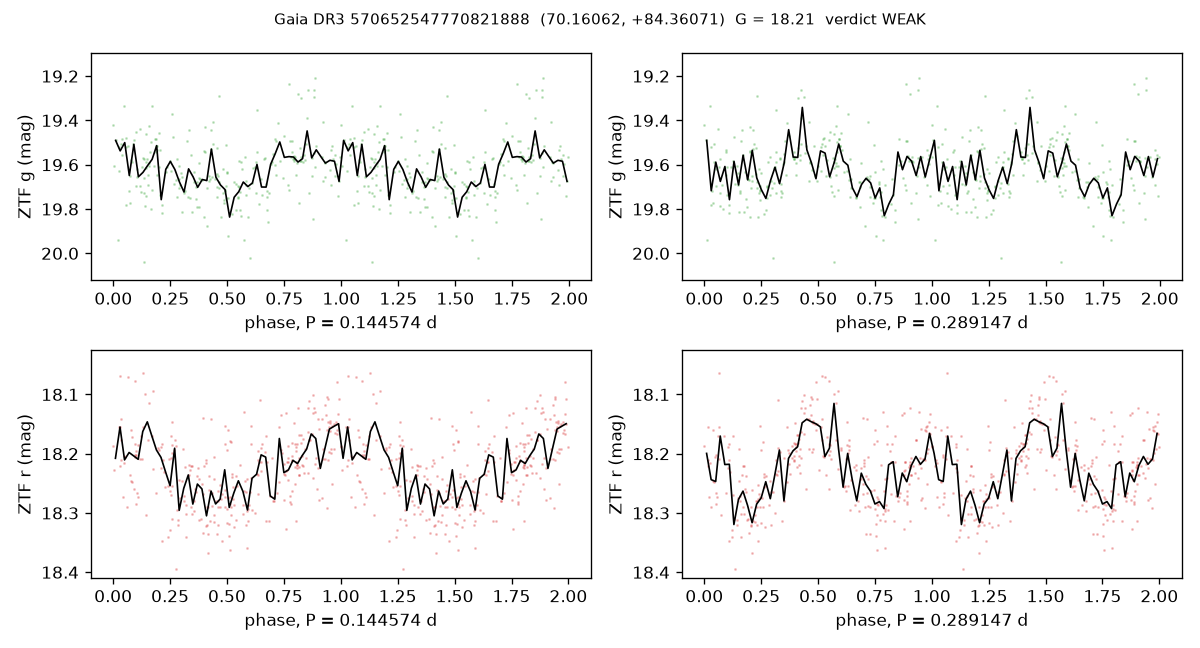 Gaia DR3 570652547770821888  (70.16062, +84.36071)  G = 18.21  verdict WEAK
ZTF g (mag)
19.2
19.4
19.6
19.8
20.0
0.00 0.25 0.50 0.75 1.00 1.25 1.50 1.75 2.00
phase, P = 0.144574 d
ZTF g (mag)
19.2
19.4
19.6
19.8
20.0
0.00 0.25 0.50 0.75 1.00 1.25 1.50 1.75 2.00
phase, P = 0.289147 d
ZTF r (mag)
18.1
18.2
18.3
18.4
0.00 0.25 0.50 0.75 1.00 1.25 1.50 1.75 2.00
phase, P = 0.144574 d
ZTF r (mag)
18.1
18.2
18.3
18.4
0.00 0.25 0.50 0.75 1.00 1.25 1.50 1.75 2.00
phase, P = 0.289147 d